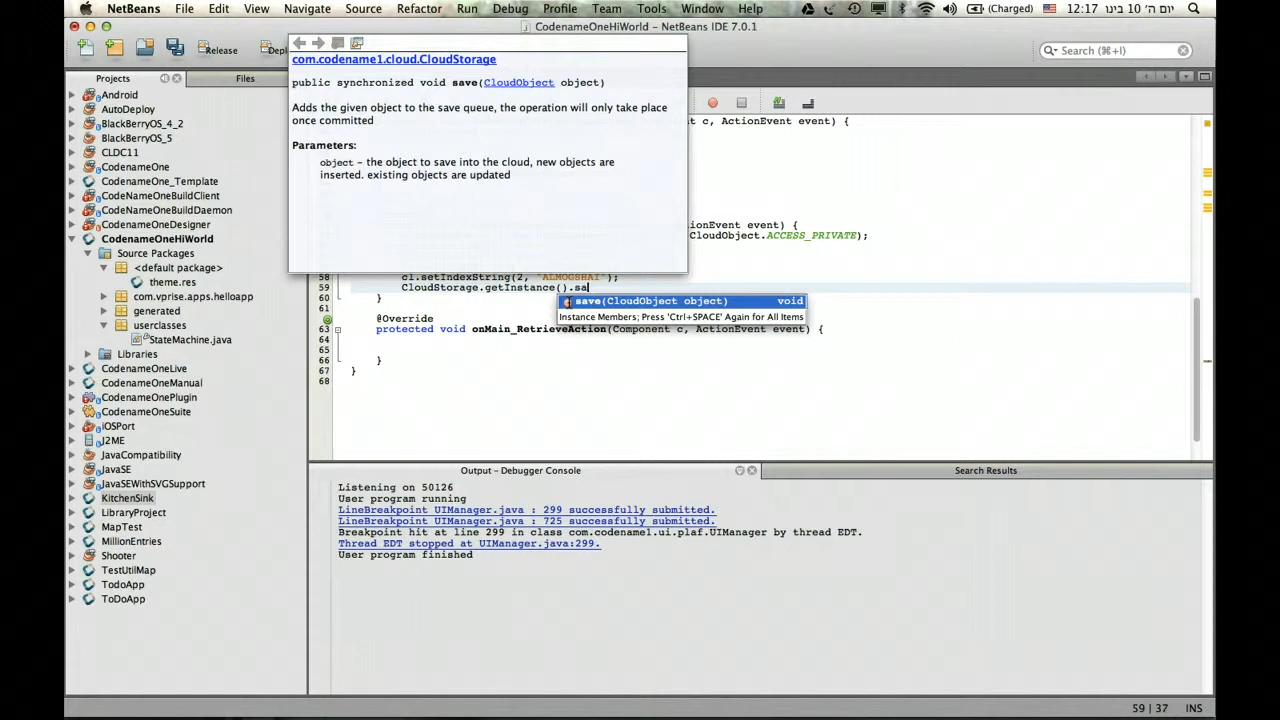 NetBeans File Edit View Navigate Source Refactoring Run Debug Profile Team Tools Window Help (Charged) 12:17 יום ה׳ 10 ביוני
CodenameOneHiWorld - NetBeans IDE 7.0.1
Release Depl Search (⌘+I)
Projects Files
Android
AutoDeploy
BlackBerryOS_4_2
BlackBerryOS_5
CLDC11
CodenameOne
CodenameOne_Template
CodeNameOneBuildClient
CodeNameOneBuildDaemon
CodenameOneDesigner
CodenameOneHiWorld
Source Packages
<default package>
theme.res
com.vprise.apps.helloapp
generated
userclasses
StateMachine.java
Libraries
CodenameOneLive
CodenameOneManual
CodenameOnePlugin
CodenameOneSuite
iOSPort
J2ME
JavaCompatibility
JavaSE
JavaSEWithSVGSupport
KitchenSink
LibraryProject
MapTest
MillionEntries
Shooter
TestUtilMap
TodoApp
ToDoApp
com.codename1.cloud.CloudStorage
public synchronized void save(CloudObject object)
Adds the given object to the save queue, the operation will only take place
once committed
Parameters:
object - the object to save into the cloud, new objects are
inserted. existing objects are updated
t c, ActionEvent event) {
ionEvent event) {
CloudObject.ACCESS_PRIVATE);
58 cl.setIndexString(2, "ALMOGSHAI");
59 CloudStorage.getInstance().sa
60 }
save(CloudObject object) void
Instance Members; Press 'Ctrl+SPACE' Again for All Items
@Override
63 protected void onMain_RetrieveAction(Component c, ActionEvent event) {
64
65
66 }
67 }
68
Output - Debugger Console Search Results
Listening on 50126
User program running
LineBreakpoint UIManager.java : 299 successfully submitted.
LineBreakpoint UIManager.java : 725 successfully submitted.
Breakpoint hit at line 299 in class com.codename1.ui.plaf.UIManager by thread EDT.
Thread EDT stopped at UIManager.java:299.
User program finished
59 | 37 INS